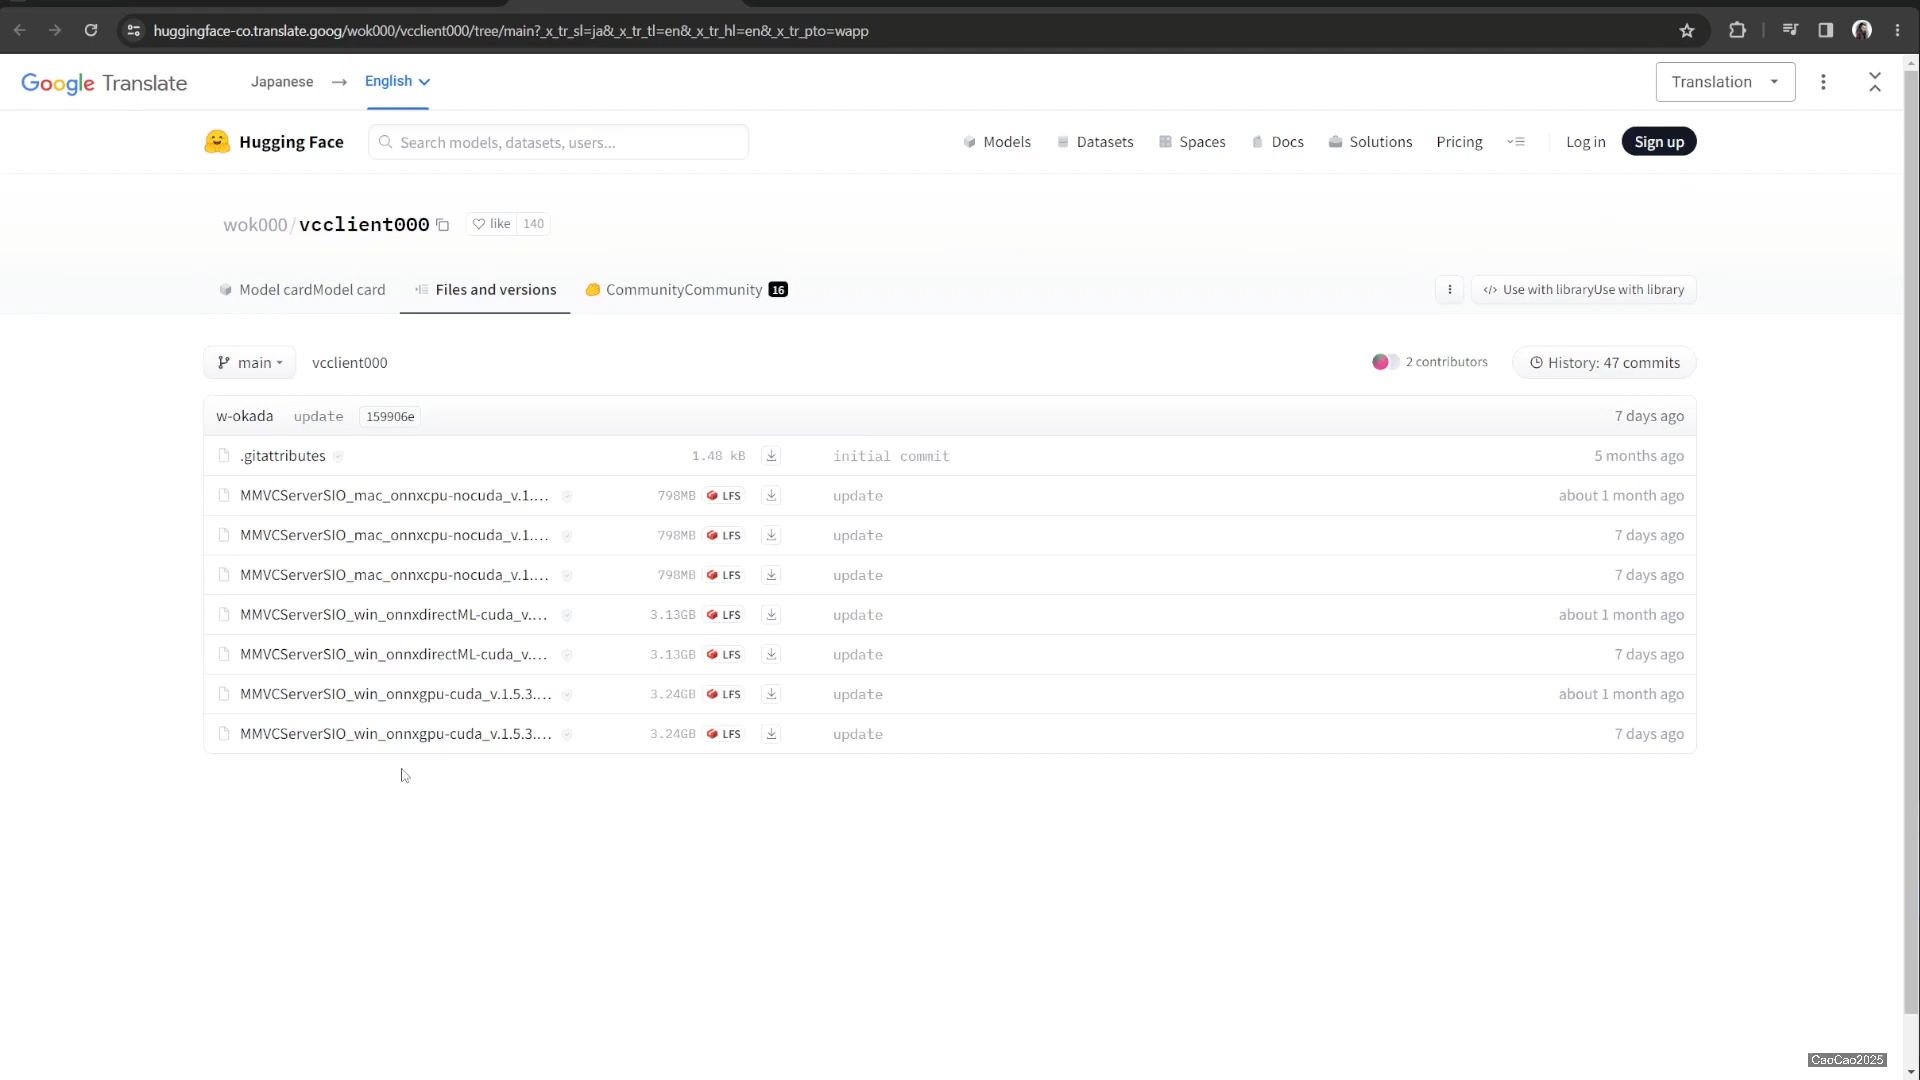 huggingface-co.translate.goog/wok000/vcclient000/tree/main?_x_tr_sl=ja&_x_tr_tl=en&_x_tr_hl=en&_x_tr_pto=wapp
Google Translate Japanese → English Translation
Hugging Face Search models, datasets, users... Models Datasets Spaces Docs Solutions Pricing Log in Sign up
wok000/vcclient000 like 140
Model cardModel card Files and versions CommunityCommunity 16 </> Use with libraryUse with library
main vcclient000 2 contributors History: 47 commits
w-okada update 159906e 7 days ago
.gitattributes 1.48 kB initial commit 5 months ago
MMVCServerSIO_mac_onnxcpu-nocuda_v.1.... 798MB LFS update about 1 month ago
MMVCServerSIO_mac_onnxcpu-nocuda_v.1.... 798MB LFS update 7 days ago
MMVCServerSIO_mac_onnxcpu-nocuda_v.1.... 798MB LFS update 7 days ago
MMVCServerSIO_win_onnxdirectML-cuda_v.... 3.13GB LFS update about 1 month ago
MMVCServerSIO_win_onnxdirectML-cuda_v.... 3.13GB LFS update 7 days ago
MMVCServerSIO_win_onnxgpu-cuda_v.1.5.3.... 3.24GB LFS update about 1 month ago
MMVCServerSIO_win_onnxgpu-cuda_v.1.5.3.... 3.24GB LFS update 7 days ago
CaoCao2025